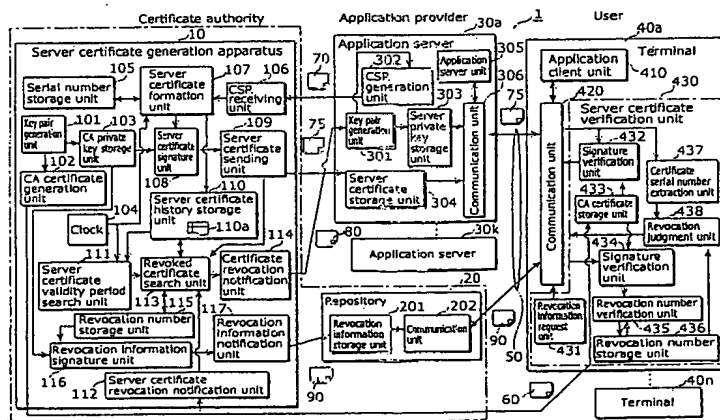 Certificate authority
10
Server certificate generation apparatus
105
Serial number
storage unit
107
Server
certificate
formation unit
106
CSR
receiving
unit
101
Key pair
generation
unit
103
CA private
key storage unit
102
CA certificate
generation unit
Server
certificate
signature unit
108
109
Server
certificate
sending unit
104
Clock
110
Server certificate
history storage unit
110a
111
Server
certificate
validity period
search unit
Revoked
certificate
search unit
113
114
Certificate
revocation
notification unit
115
Revocation number
storage unit
117
Revocation
information
notification
unit
Revocation information
signature unit
116
112
Server certificate
revocation notification unit
70
75
80
90
Application provider
30a
Application server
302
CSR
generation
unit
305
Application
server unit
306
Key pair
generation
unit
301
303
Server
private
key storage
unit
Communication unit
Server certificate
storage unit
304
30k
Application server
20
Repository
201
Revocation
information
storage unit
202
Communication
unit
1
75
50
90
60
User
40a
Terminal
Application
client unit
410
420
Communication unit
430
Server certificate
verification unit
432
Signature
verification
unit
437
Certificate
serial number
extraction unit
433
CA certificate
storage unit
438
Revocation
judgment unit
434
Signature
verification
unit
Revocation
information
request
unit
431
Revocation number
verification unit
435
436
Revocation number
storage unit
40n
Terminal